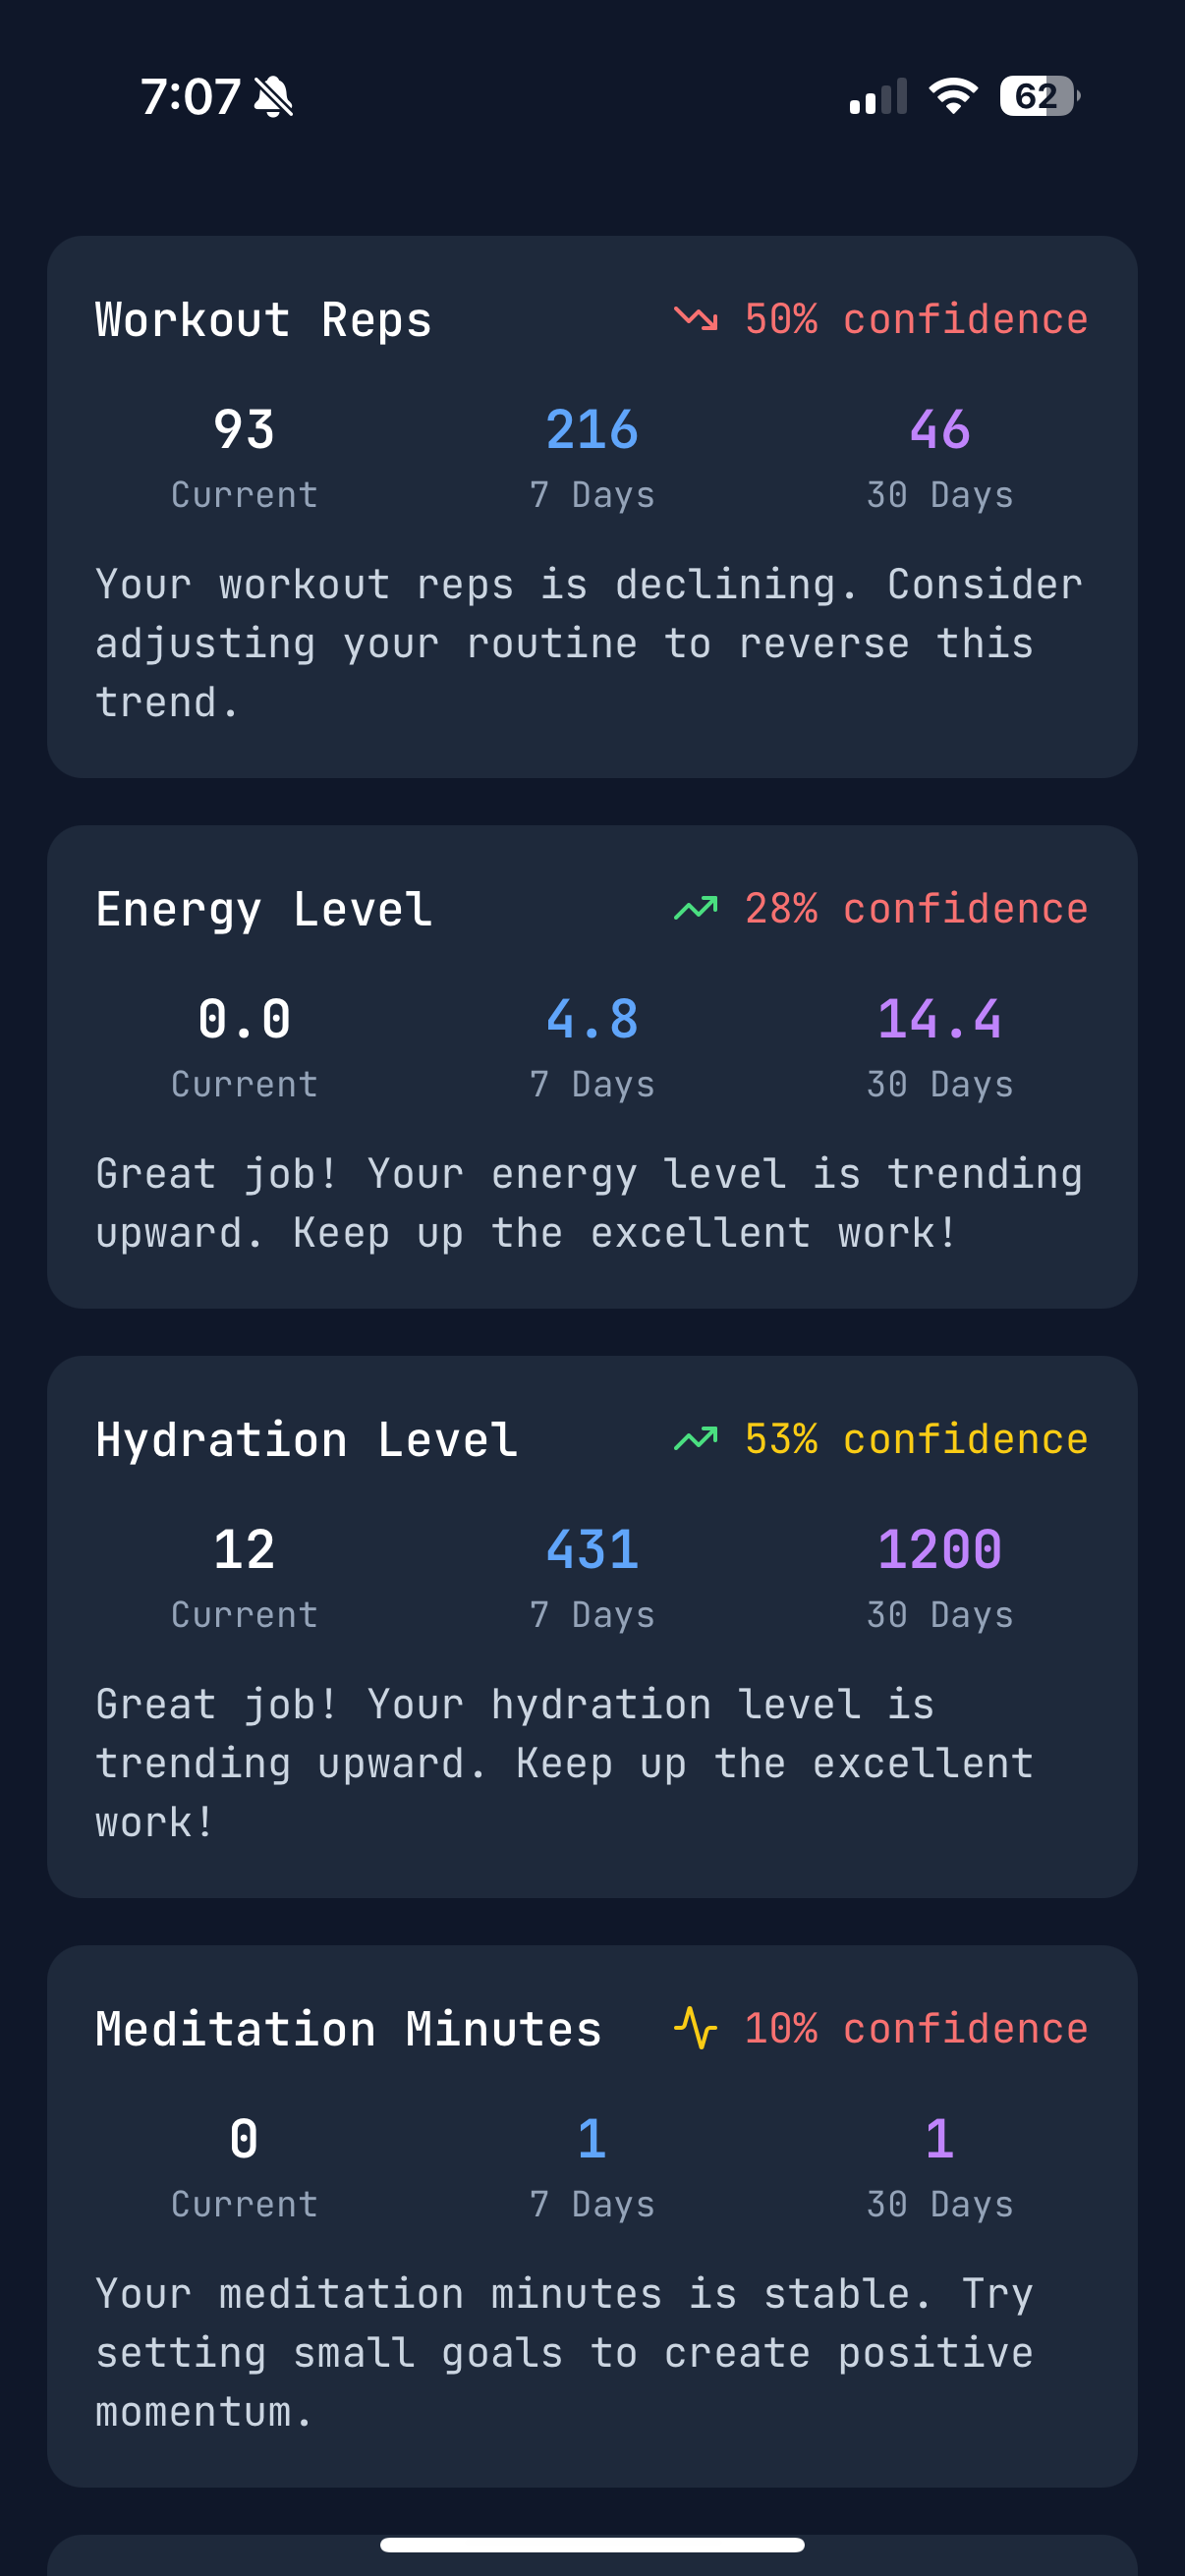 7:07
62
Workout Reps
50% confidence
93
216
46
Current
7 Days
30 Days
Your workout reps is declining. Consider
adjusting your routine to reverse this
trend.
Energy Level
28% confidence
0.0
4.8
14.4
Current
7 Days
30 Days
Great job! Your energy level is trending
upward. Keep up the excellent work!
Hydration Level
53% confidence
12
431
1200
Current
7 Days
30 Days
Great job! Your hydration level is
trending upward. Keep up the excellent
work!
Meditation Minutes
10% confidence
0
1
1
Current
7 Days
30 Days
Your meditation minutes is stable. Try
setting small goals to create positive
momentum.